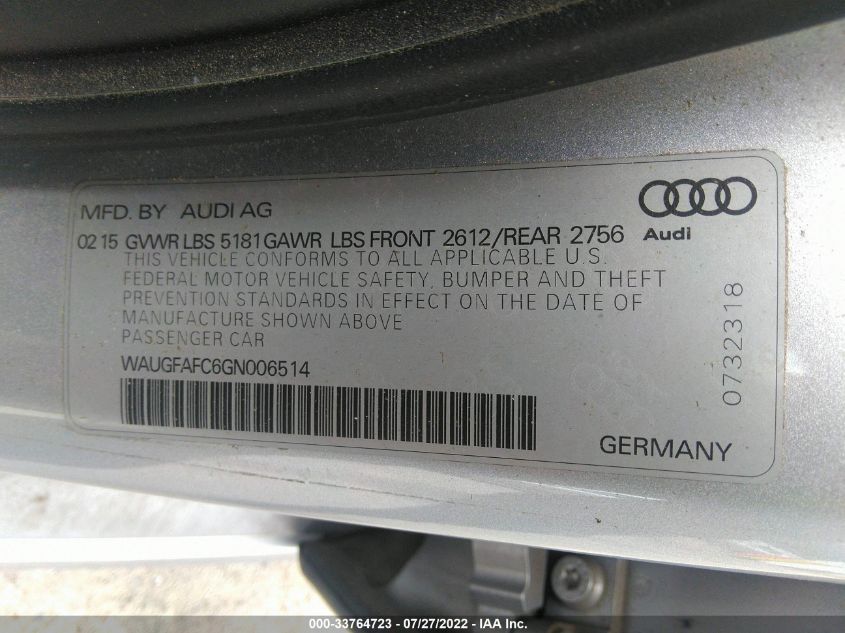 MFD. BY AUDI AG
02 15 GVWR LBS 5181 GAWR LBS FRONT 2612/REAR 2756
Audi
THIS VEHICLE CONFORMS TO ALL APPLICABLE U.S.
FEDERAL MOTOR VEHICLE SAFETY, BUMPER AND THEFT
PREVENTION STANDARDS IN EFFECT ON THE DATE OF
MANUFACTURE SHOWN ABOVE
PASSENGER CAR
WAUGFAFC6GN006514
0732318
GERMANY
000-33764723 - 07/27/2022 - IAA Inc.